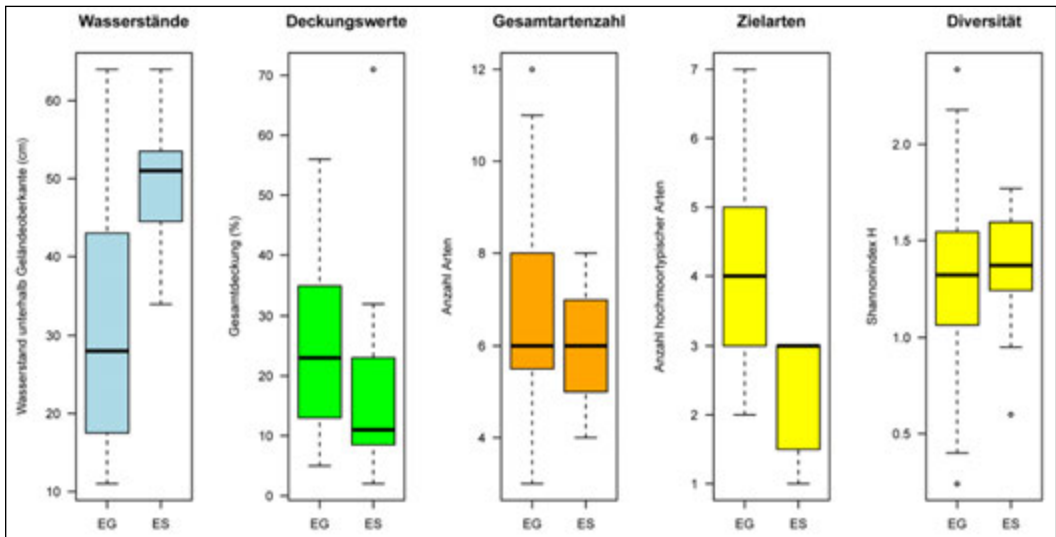 Wasserstände
Wasserstand unterhalb Geländeoberkante (cm)
60
50
40
30
20
10
EG ES
Deckungswerte
Gesamtdeckung (%)
70
60
50
40
30
20
10
0
EG ES
Gesamtartenzahl
Anzahl Arten
12
10
8
6
4
EG ES
Zielarten
Anzahl hochmoortypischer Arten
7
6
5
4
3
2
1
EG ES
Diversität
Shannonindex H
2.0
1.5
1.0
0.5
EG ES